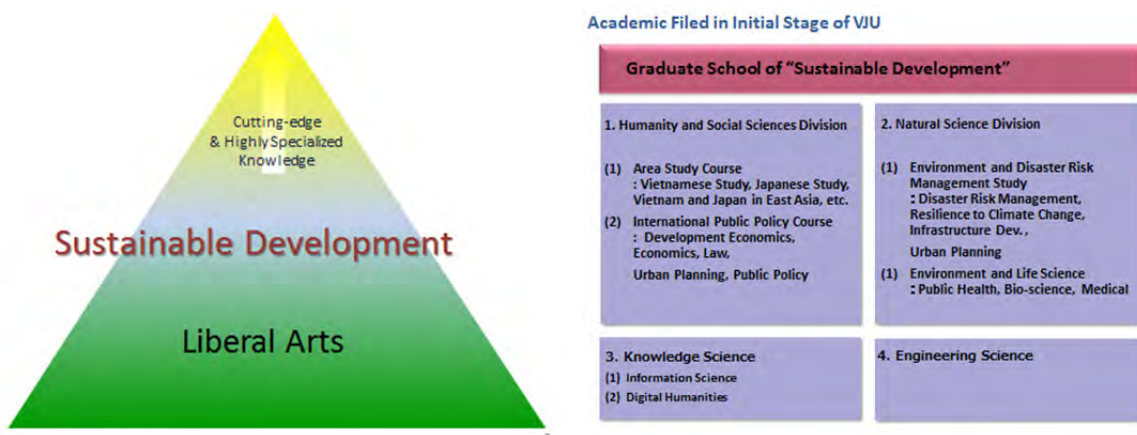 Cutting-edge
& Highly Specialized
Knowledge
Sustainable Development
Liberal Arts
Academic Filed in Initial Stage of VJU
Graduate School of “Sustainable Development”
1. Humanity and Social Sciences Division
(1) Area Study Course
: Vietnamese Study, Japanese Study,
Vietnam and Japan in East Asia, etc.
(2) International Public Policy Course
: Development Economics,
Economics, Law,
Urban Planning, Public Policy
2. Natural Science Division
(1) Environment and Disaster Risk
Management Study
: Disaster Risk Management,
Resilience to Climate Change,
Infrastructure Dev. ,
Urban Planning
(1) Environment and Life Science
: Public Health, Bio-science, Medical
3. Knowledge Science
(1) Information Science
(2) Digital Humanities
4. Engineering Science